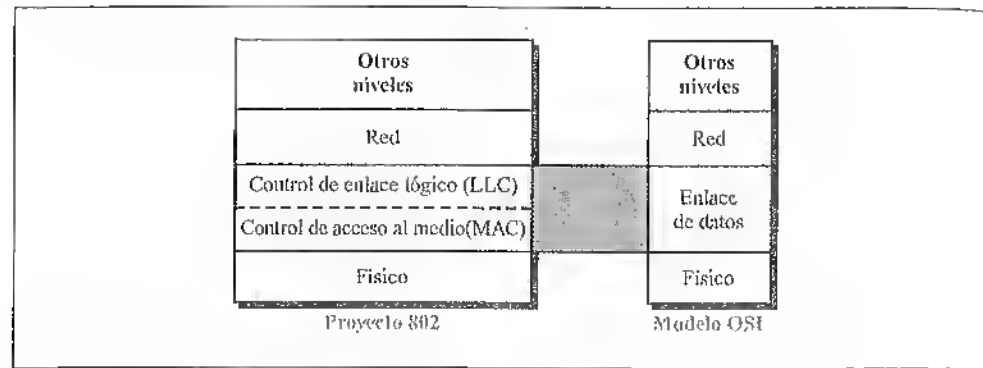 Otros
niveles
Red
Control de enlace lógico (LLC)
Control de acceso al medio(MAC)
Físico
Proyecto 802
Otros
niveles
Red
Enlace
de datos
Físico
Modelo OSI